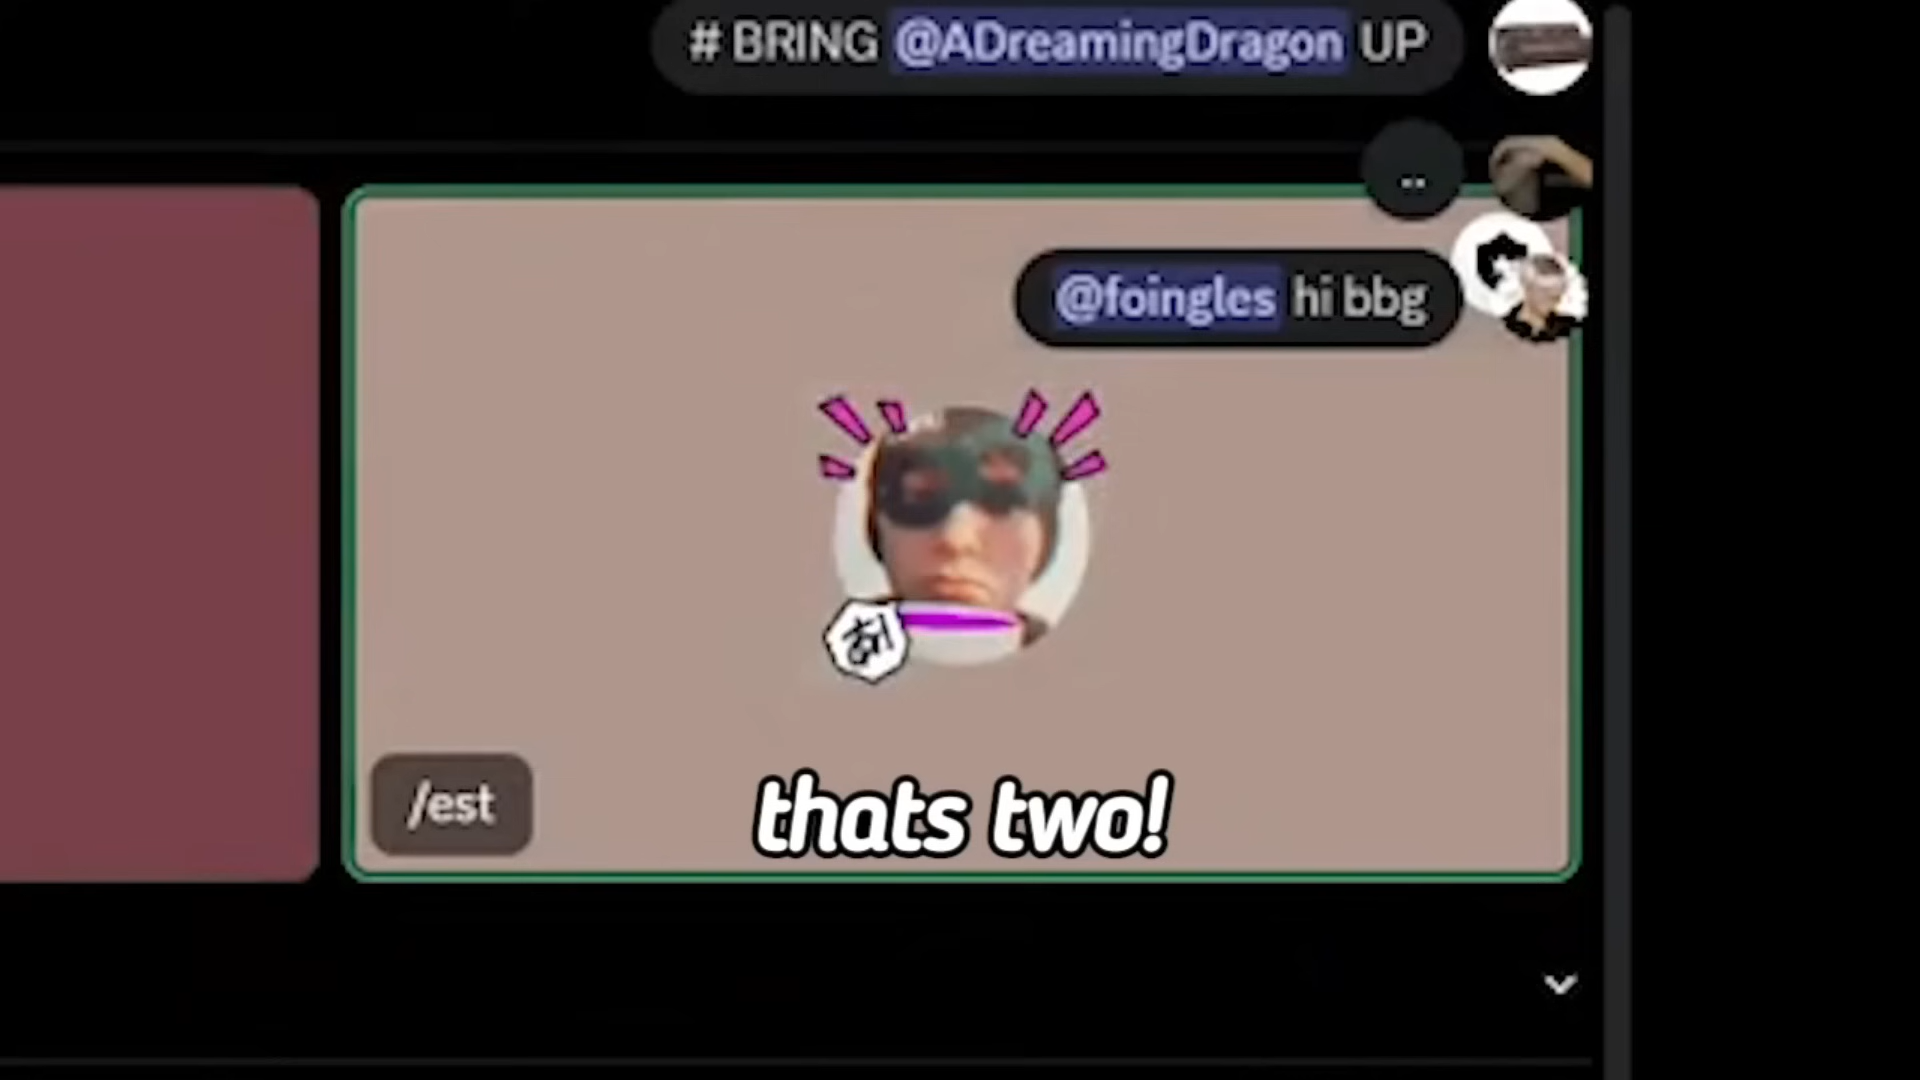 # BRING @ADreamingDragon UP
..
@foingles hi bbg
/est
thats two!